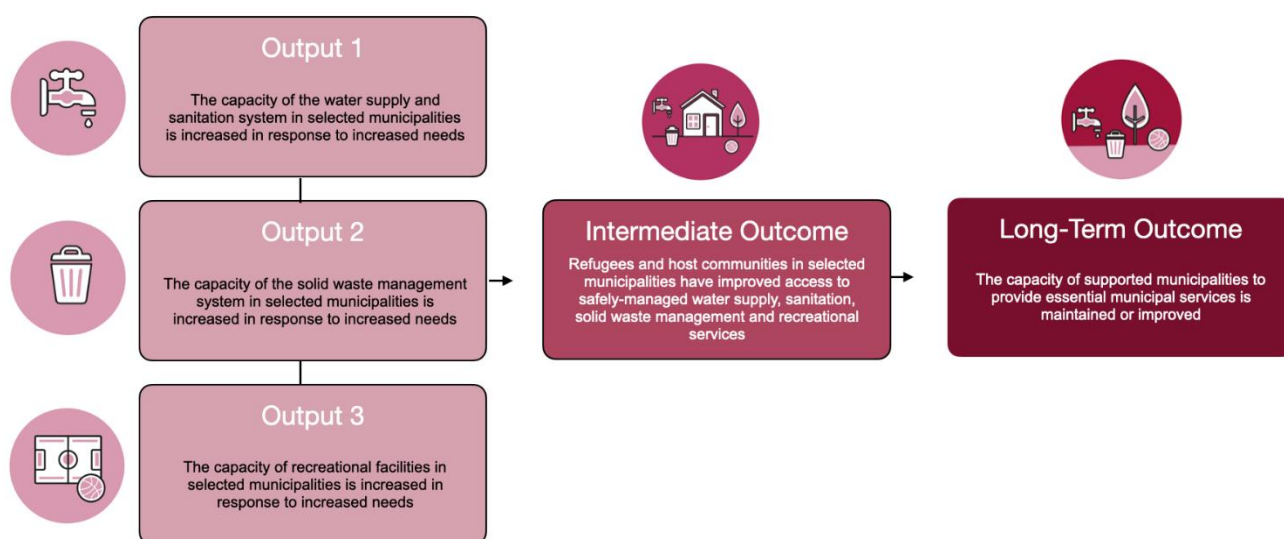 Output 1
The capacity of the water supply and
sanitation system in selected municipalities
is increased in response to increased needs
Output 2
The capacity of the solid waste management
system in selected municipalities is
increased in response to increased needs
Output 3
The capacity of recreational facilities in
selected municipalities is increased in
response to increased needs
Intermediate Outcome
Refugees and host communities in selected
municipalities have improved access to
safely-managed water supply, sanitation,
solid waste management and recreational
services
Long-Term Outcome
The capacity of supported municipalities to
provide essential municipal services is
maintained or improved